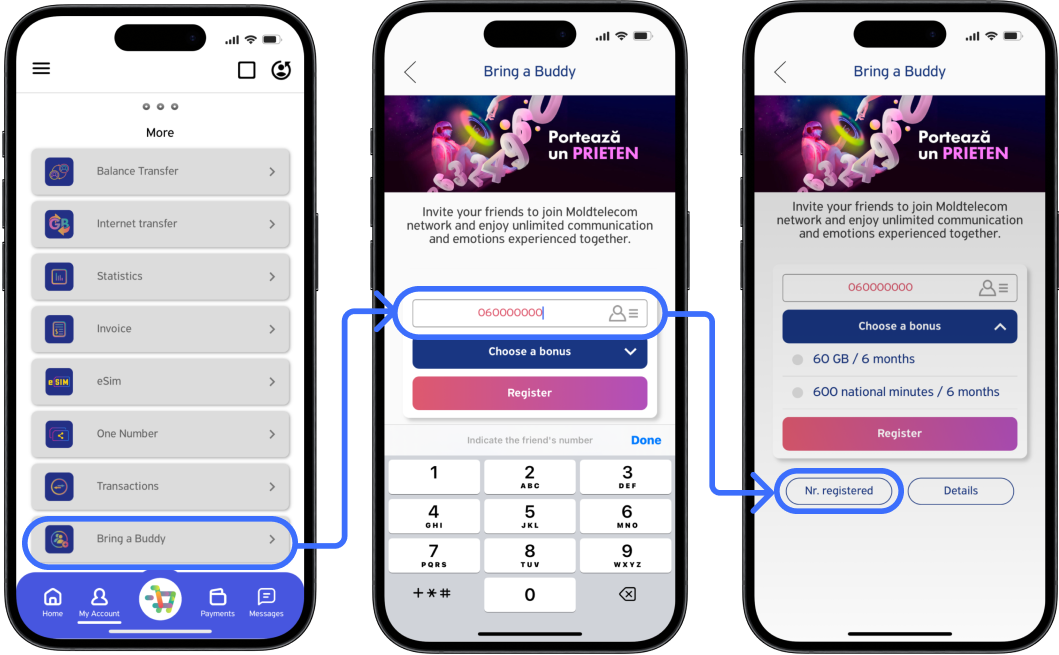 More
Balance Transfer
Internet transfer
GB
Statistics
Invoice
eSim
e SIM
One Number
Transactions
Bring a Buddy
Home
My Account
Payments
Messages
Bring a Buddy
Portează
un PRIETEN
Invite your friends to join Moldtelecom
network and enjoy unlimited communication
and emotions experienced together.
060000000
Choose a bonus
Register
Indicate the friend's number
Done
1
2
ABC
3
DEF
4
GHI
5
JKL
6
MNO
7
PQRS
8
TUV
9
WXYZ
+*#
0
Bring a Buddy
Portează
un PRIETEN
Invite your friends to join Moldtelecom
network and enjoy unlimited communication
and emotions experienced together.
060000000
Choose a bonus
60 GB / 6 months
600 national minutes / 6 months
Register
Nr. registered
Details